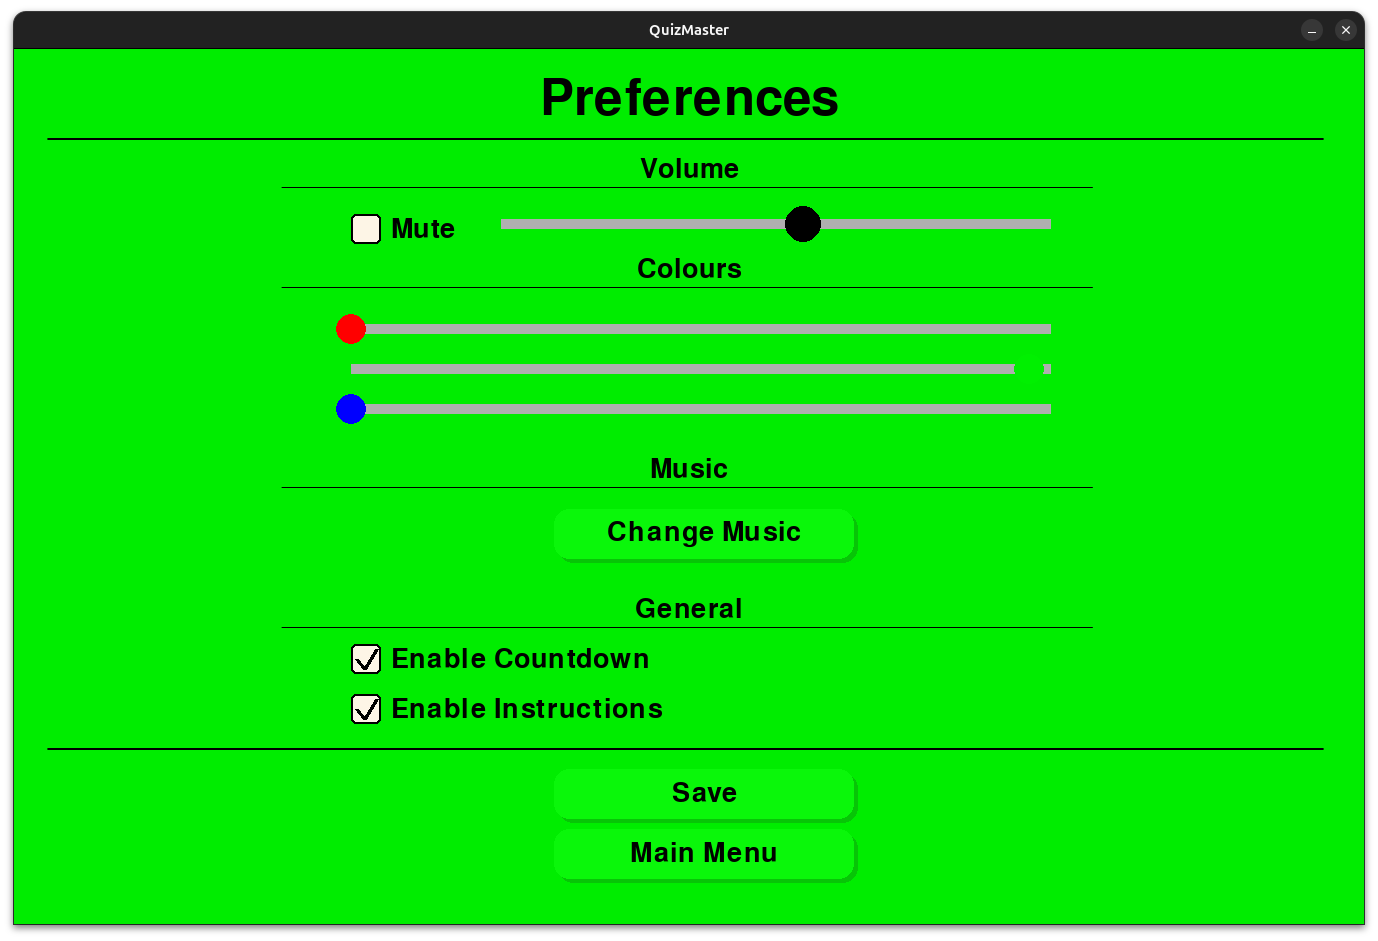 QuizMaster
Preferences
Volume
Mute
Colours
Music
Change Music
General
Enable Countdown
Enable Instructions
Save
Main Menu